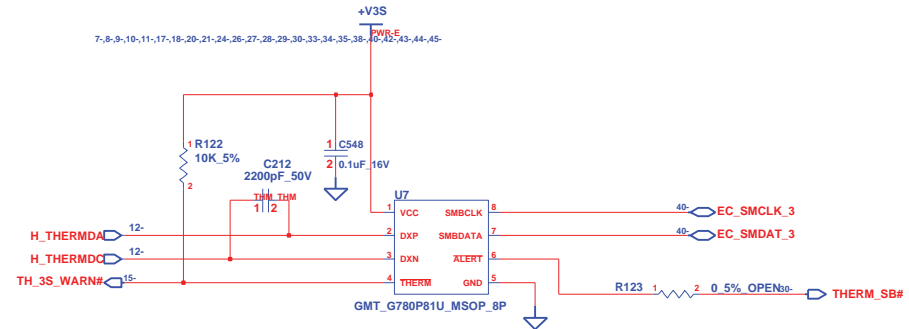 +V3S
PWR-E
7-,8-,9-,10-,11-,17-,18-,20-,21-,24-,26-,27-,28-,29-,30-,33-,34-,35-,38-,40-,42-,43-,44-,45-
1 R122
10K_5%
2
1 C548
2 0.1uF_16V
C212
2200pF_50V
THM THM
1 2
U7
1 VCC SMBCLK 8 40- EC_SMCLK_3
H_THERMDA 12- 2 DXP SMBDATA 7 40- EC_SMDAT_3
H_THERMDC 12- 3 DXN ALERT 6
TH_3S_WARN# 15- 4 THERM GND 5
R123 1 2 0_5%_OPEN 30- THERM_SB#
GMT_G780P81U_MSOP_8P